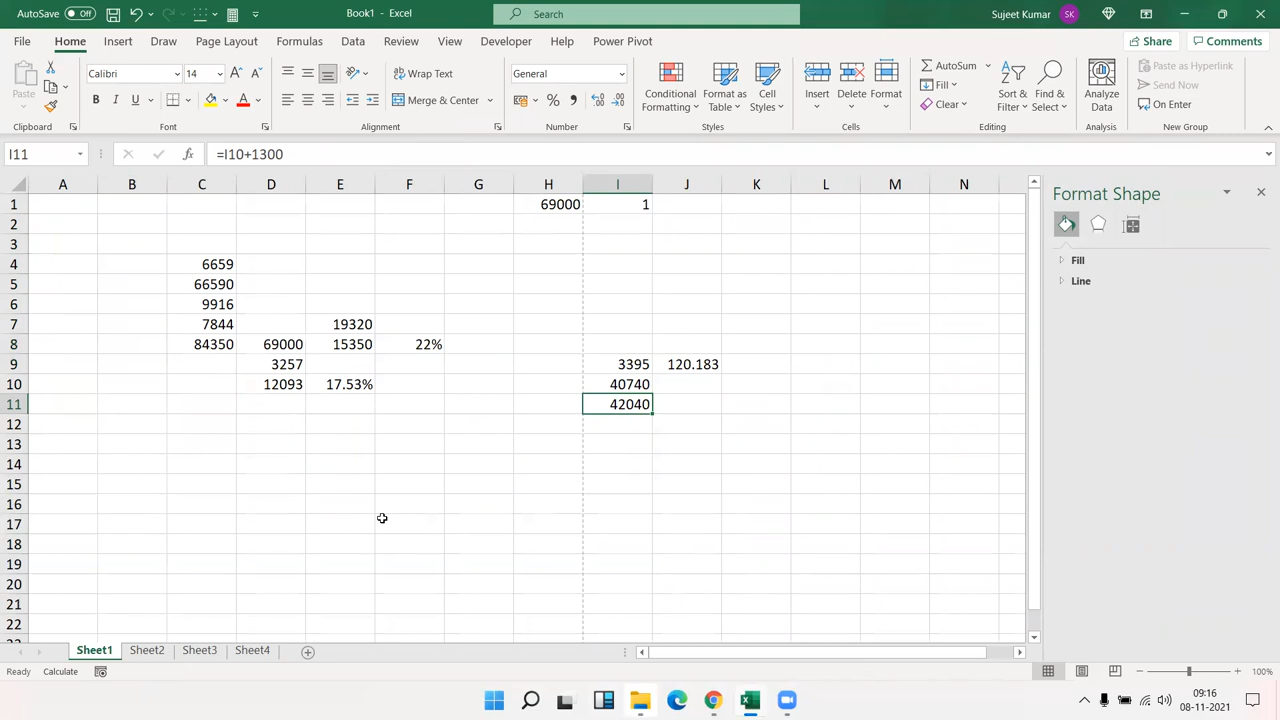 AutoSave Off Book1 - Excel Search Sujeet Kumar SK
File Home Insert Draw Page Layout Formulas Data Review View Developer Help Power Pivot Share Comments
Paste Calibri 14 Wrap Text General Conditional Formatting Format as Table Cell Styles Insert Delete Format AutoSum Sort & Filter Find & Select Analyze Data Paste as Hyperlink
B I U Merge & Center Fill Send Now
Clear On Enter
Clipboard Font Alignment Number Styles Cells Editing Analysis New Group
I11 fx =I10+1300
A B C D E F G H I J K L M N
1 69000 1
2
3
4 6659
5 66590
6 9916
7 7844 19320
8 84350 69000 15350 22%
9 3257 3395 120.183
10 12093 17.53% 40740
11 42040
12
13
14
15
16
17
18
19
20
21
22
Format Shape
Fill
Line
Sheet1 Sheet2 Sheet3 Sheet4
Ready Calculate 100%
09:16
08-11-2021